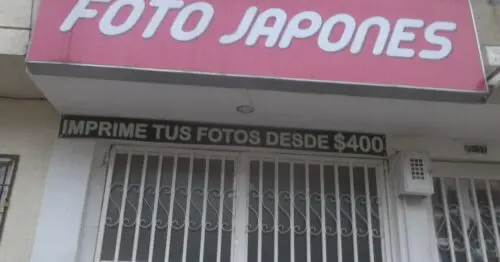 FOTO JAPONES
IMPRIME TUS FOTOS DESDE $400